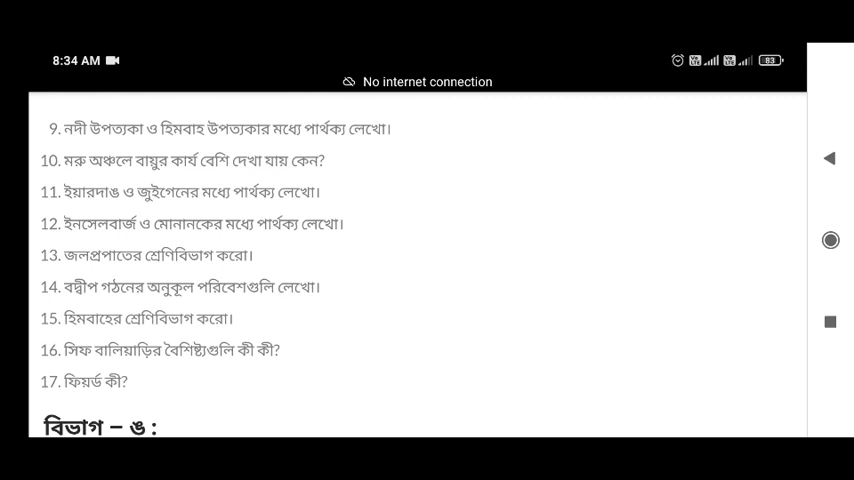 8:34 AM
83
No internet connection
9. নদী উপত্যকা ও হিমবাহ উপত্যকার মধ্যে পার্থক্য লেখো।
10. মরু অঞ্চলে বায়ুর কার্য বেশি দেখা যায় কেন?
11. ইয়ারদাঙ ও জুইগেনের মধ্যে পার্থক্য লেখো।
12. ইনসেলবার্জ ও মোনানকের মধ্যে পার্থক্য লেখো।
13. জলপ্রপাতের শ্রেণিবিভাগ করো।
14. বদ্বীপ গঠনের অনুকূল পরিবেশগুলি লেখো।
15. হিমবাহের শ্রেণিবিভাগ করো।
16. সিফ বালিয়াড়ির বৈশিষ্ট্যগুলি কী কী?
17. ফিয়র্ড কী?
বিভাগ – ঙ :